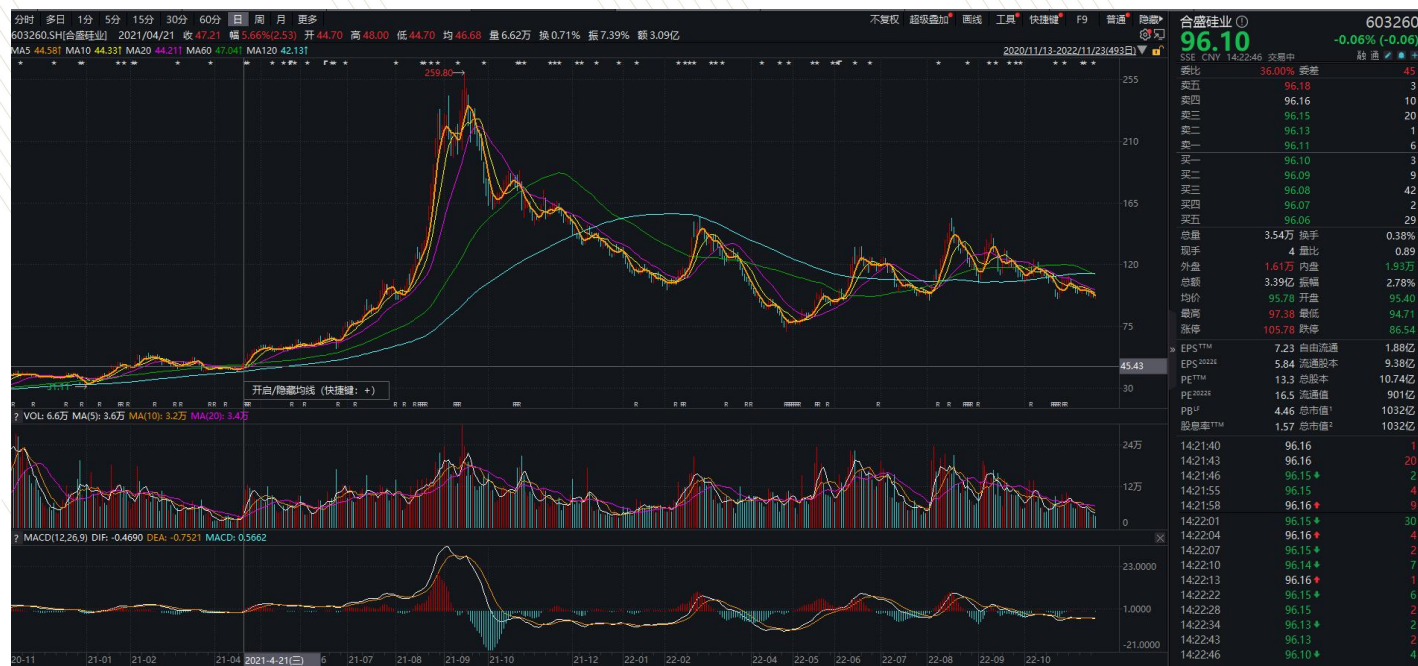 分时 多日 1分 5分 15分 30分 60分 日 周 月 更多 不复权 超级叠加 画线 工具 快捷键 F9 普通 隐藏
603260.SH[合盛硅业] 2021/04/21 收 47.21 幅 5.66%(2.53) 开 44.70 高 48.00 低 44.70 均 46.68 量 6.62万 换 0.71% 振 7.39% 额 3.09亿
MA5 44.58↑ MA10 44.33↑ MA20 44.21↑ MA60 47.04↑ MA120 42.13↑ 2020/11/13-2022/11/23(493日)
259.80
255
210
165
120
75
45.43
30
开启/隐藏均线（快捷键：+）
? VOL: 6.6万 MA(5): 3.6万 MA(10): 3.2万 MA(20): 3.4万
24万
12万
0
? MACD(12,26,9) DIF: -0.4690 DEA: -0.7521 MACD: 0.5662
23.0000
1.0000
-21.0000
20-11 21-01 21-02 21-04 2021-4-21(三) 6 21-07 21-08 21-09 21-10 21-12 22-01 22-02 22-04 22-05 22-06 22-07 22-08 22-09 22-10
合盛硅业 603260
96.10 -0.06% (-0.06)
SSE CNY 14:22:46 交易中 融 通
委比 36.00% 委差 45
卖五 96.18 3
卖四 96.16 10
卖三 96.15 20
卖二 96.13 1
卖一 96.11 6
买一 96.10 3
买二 96.09 9
买三 96.08 42
买四 96.07 2
买五 96.06 29
总量 3.54万 换手 0.38%
现手 4 量比 0.89
外盘 1.61万 内盘 1.93万
总额 3.39亿 振幅 2.78%
均价 95.78 开盘 95.40
最高 97.38 最低 94.71
涨停 105.78 跌停 86.54
EPS TTM 7.23 自由流通 1.88亿
EPS 2022E 5.84 流通股本 9.38亿
PE TTM 13.3 总股本 10.74亿
PE 2022E 16.5 流通值 901亿
PB LF 4.46 总市值1 1032亿
股息率 TTM 1.57 总市值2 1032亿
14:21:40 96.16 1
14:21:43 96.16 20
14:21:46 96.15 2
14:21:55 96.15 4
14:21:58 96.16 9
14:22:01 96.15 30
14:22:04 96.16 4
14:22:07 96.15 2
14:22:10 96.14 7
14:22:13 96.16 1
14:22:22 96.15 6
14:22:28 96.15 2
14:22:34 96.13 2
14:22:43 96.13 2
14:22:46 96.10 4